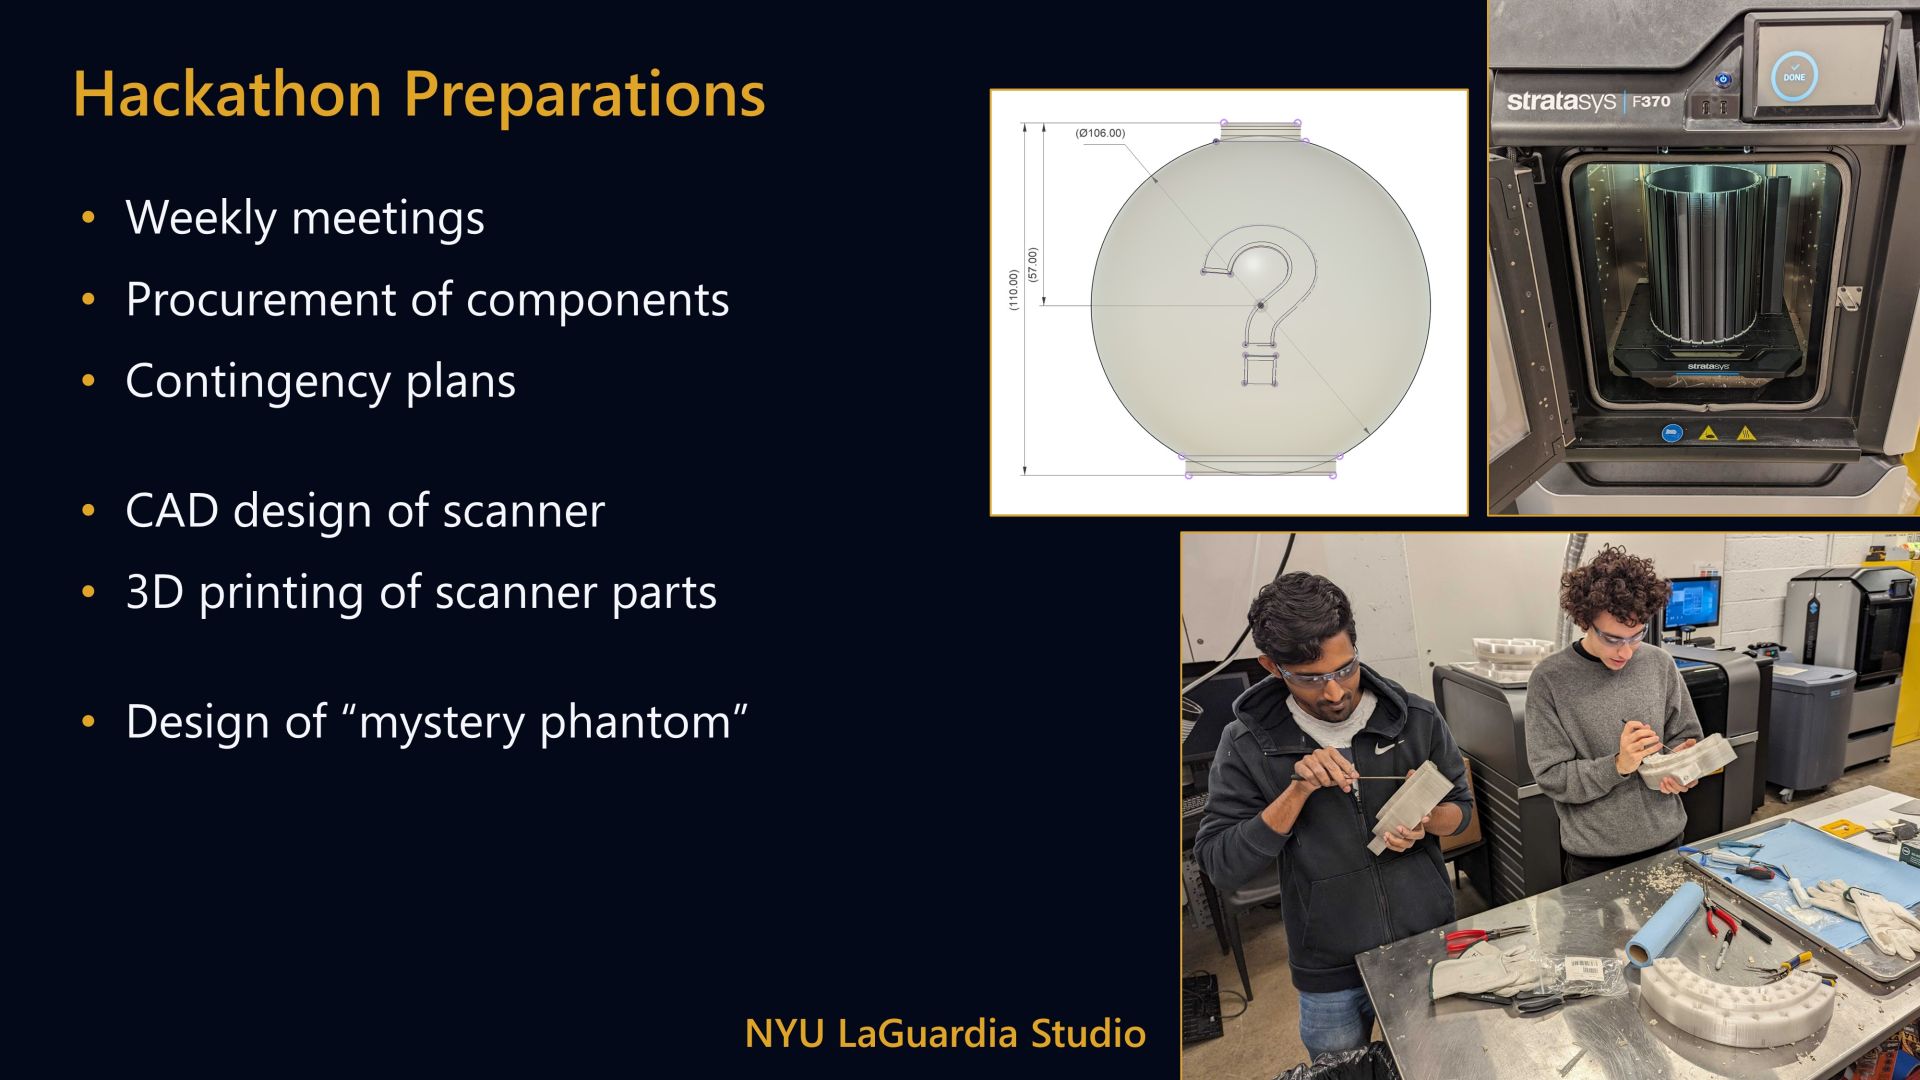 Hackathon Preparations
• Weekly meetings
• Procurement of components
• Contingency plans
• CAD design of scanner
• 3D printing of scanner parts
• Design of “mystery phantom”
(Ø106.00)
(57.00)
(110.00)
?
DONE
stratasys | F370
stratasys
NYU LaGuardia Studio